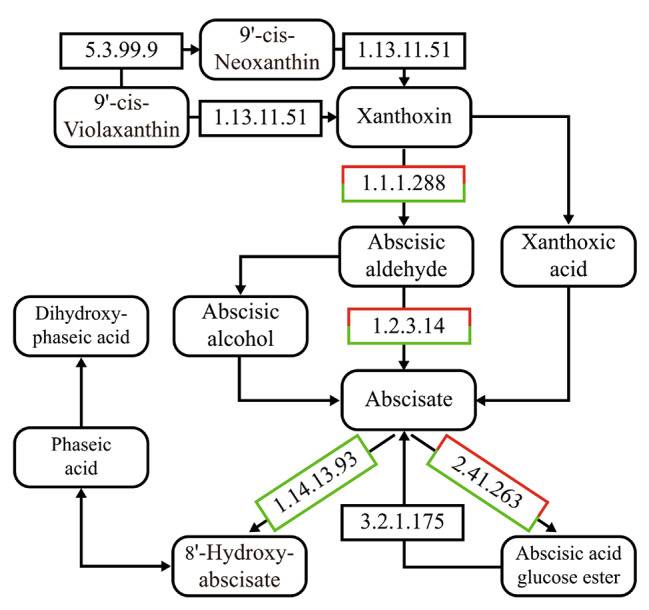 5.3.99.9
9'-cis-
Neoxanthin
1.13.11.51
9'-cis-
Violaxanthin
1.13.11.51
Xanthoxin
1.1.1.288
Abscisic
aldehyde
Xanthoxic
acid
Dihydroxy-
phaseic acid
Abscisic
alcohol
1.2.3.14
Abscisate
Phaseic
acid
1.14.13.93
2.41.263
3.2.1.175
8'-Hydroxy-
abscisate
Abscisic acid
glucose ester